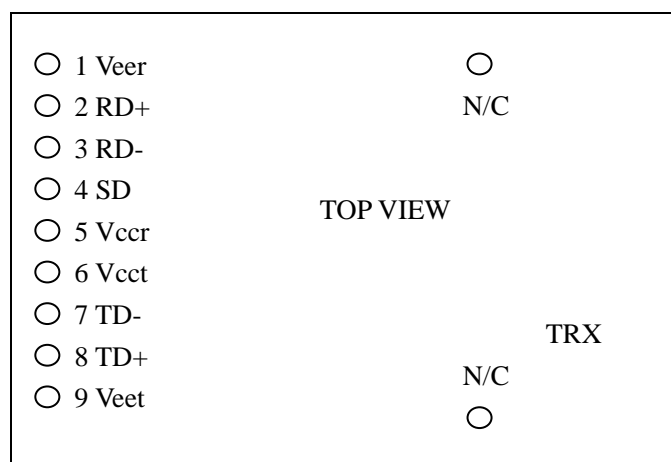 1 Veer
2 RD+
3 RD-
4 SD
5 Vccr
6 Vcct
7 TD-
8 TD+
9 Veet
N/C
TOP VIEW
TRX
N/C